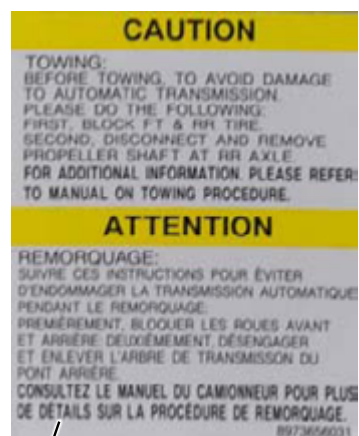 CAUTION
TOWING:
BEFORE TOWING, TO AVOID DAMAGE
TO AUTOMATIC TRANSMISSION.
PLEASE DO THE FOLLOWING:
FIRST, BLOCK FT & RR TIRE.
SECOND, DISCONNECT AND REMOVE
PROPELLER SHAFT AT RR AXLE.
FOR ADDITIONAL INFORMATION. PLEASE REFER
TO MANUAL ON TOWING PROCEDURE.
ATTENTION
REMORQUAGE:
SUIVRE CES INSTRUCTIONS POUR ÉVITER
D'ENDOMMAGER LA TRANSMISSION AUTOMATIQUE
PENDANT LE REMORQUAGE:
PREMIÈREMENT, BLOQUER LES ROUES AVANT
ET ARRIÈRE DEUXIÈMEMENT, DÉSENGAGER
ET ENLEVER L'ARBRE DE TRANSMISSON DU
PONT ARRIÈRE.
CONSULTEZ LE MANUEL DU CAMIONNEUR POUR PLUS
DE DÉTAILS SUR LA PROCÉDURE DE REMORQUAGE.
8973656031